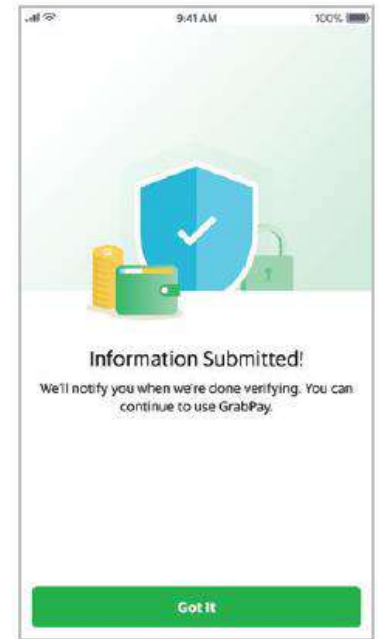 9:41 AM
100%
Information Submitted!
We'll notify you when we're done verifying. You can
continue to use GrabPay.
Got It